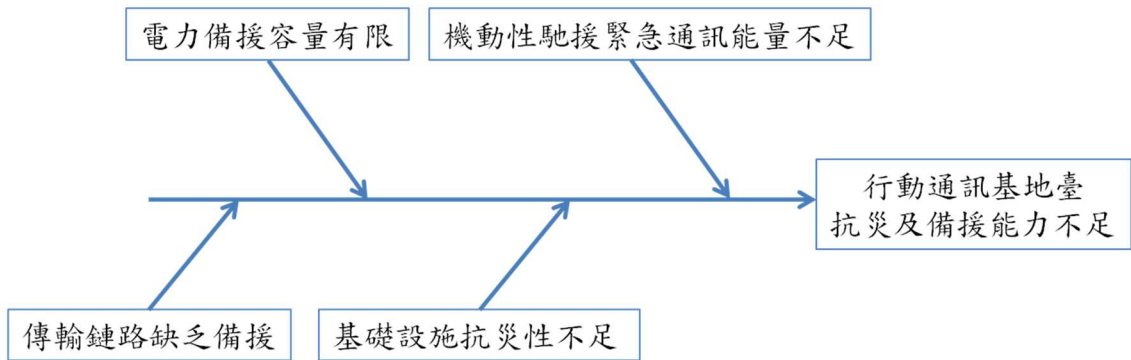 電力備援容量有限
機動性馳援緊急通訊能量不足
行動通訊基地臺
抗災及備援能力不足
傳輸鏈路缺乏備援
基礎設施抗災性不足